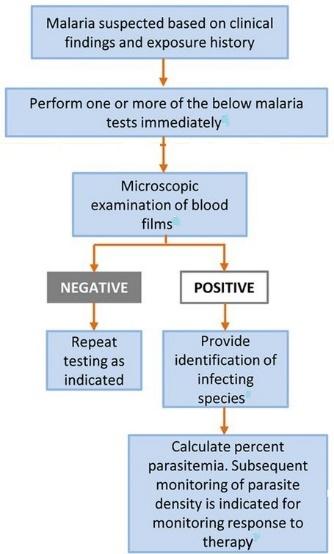 Malaria suspected based on clinical
findings and exposure history
Perform one or more of the below malaria
tests immediately
Microscopic
examination of blood
films
NEGATIVE
POSITIVE
Repeat
testing as
indicated
Provide
identification of
infecting
species
Calculate percent
parasitemia. Subsequent
monitoring of parasite
density is indicated for
monitoring response to
therapy